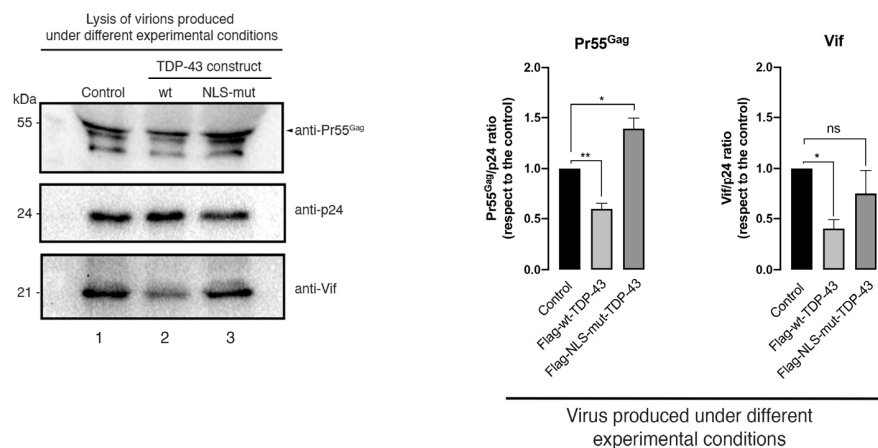 Lysis of virions produced
under different experimental conditions
TDP-43 construct
Control wt NLS-mut
kDa
55
anti-Pr55Gag
24
anti-p24
21
anti-Vif
1 2 3
Pr55Gag
Pr55Gag/p24 ratio
(respect to the control)
2.0
1.5
1.0
0.5
0.0
*
**
Control
Flag-wt-TDP-43
Flag-NLS-mut-TDP-43
Vif
Vif/p24 ratio
(respect to the control)
2.0
1.5
1.0
0.5
0.0
ns
*
Control
Flag-wt-TDP-43
Flag-NLS-mut-TDP-43
Virus produced under different
experimental conditions